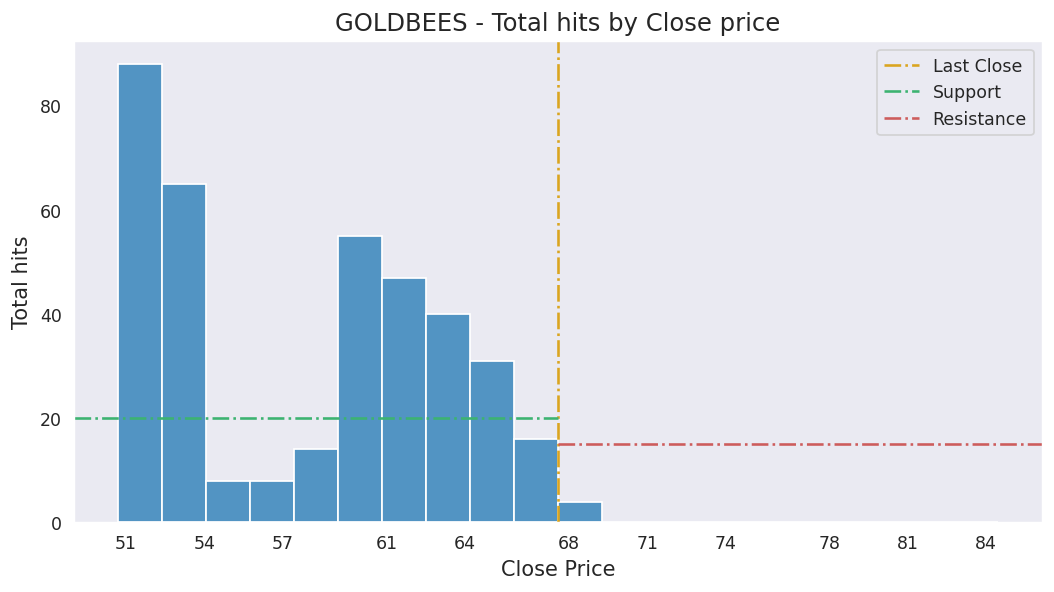 GOLDBEES - Total hits by Close price
Last Close
Support
Resistance
Total hits
80
60
40
20
0
51 54 57 61 64 68 71 74 78 81 84
Close Price